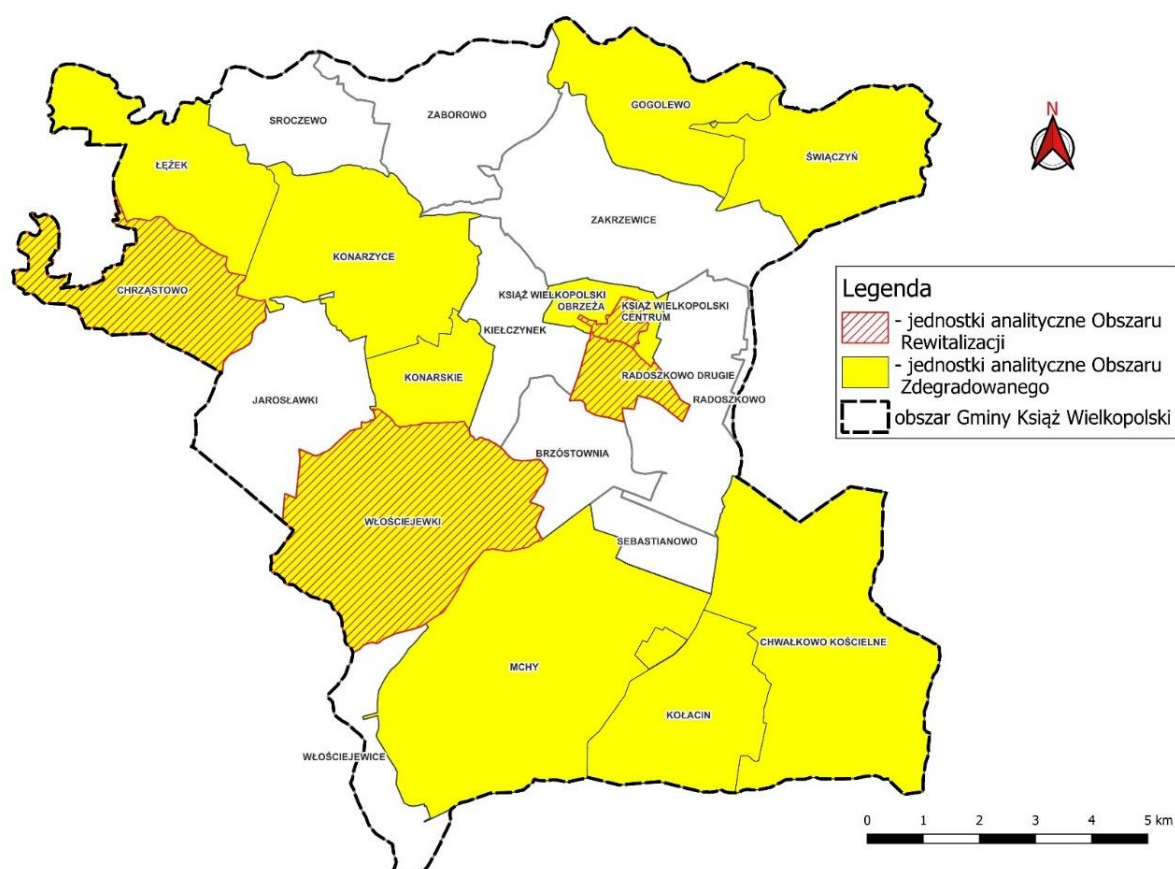 N
GOGOLEWO
ZABOROWO
SROCZEWO
ŚWIĄCZYŃ
ŁĘŻEK
ZAKRZEWICE
KONARZYCE
CHRZĄSTOWO
KSIĄŻ WIELKOPOLSKI
OBRZEŻA
KSIĄŻ WIELKOPOLSKI
CENTRUM
KIEŁCZYNEK
KONARSKIE
RADOSZKOWO DRUGIE
JAROSŁAWKI
RADOSZKOWO
BRZÓSTOWNIA
WŁOŚCIEJEWKI
SEBASTIANOWO
CHWAŁKOWO KOŚCIELNE
MCHY
KOŁACIN
WŁOŚCIEJEWICE
Legenda
- jednostki analityczne Obszaru
Rewitalizacji
- jednostki analityczne Obszaru
Zdegradowanego
obszar Gminy Książ Wielkopolski
0 1 2 3 4 5 km